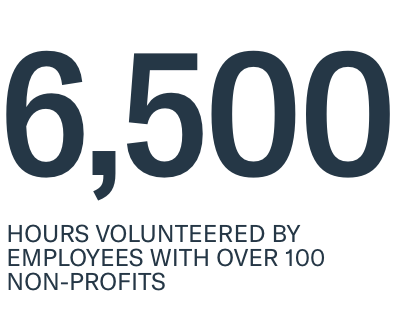 6,500
HOURS VOLUNTEERED BY
EMPLOYEES WITH OVER 100
NON-PROFITS